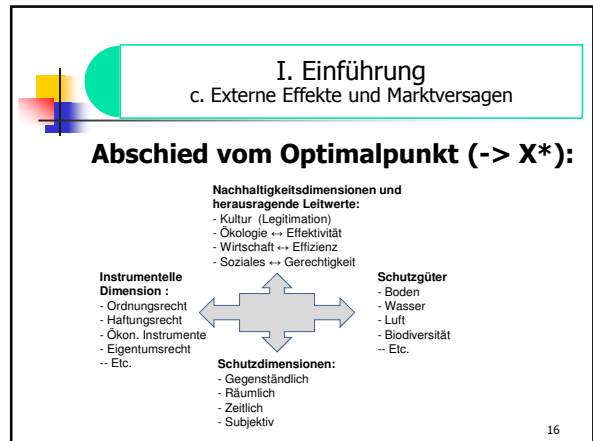 I. Einführung
c. Externe Effekte und Marktversagen
Abschied vom Optimalpunkt (-> X*):
Nachhaltigkeitsdimensionen und
herausragende Leitwerte:
- Kultur (Legitimation)
- Ökologie ↔ Effektivität
- Wirtschaft ↔ Effizienz
- Soziales ↔ Gerechtigkeit
Instrumentelle
Dimension :
- Ordnungsrecht
- Haftungsrecht
- Ökon. Instrumente
- Eigentumsrecht
-- Etc.
Schutzgüter
- Boden
- Wasser
- Luft
- Biodiversität
-- Etc.
Schutzdimensionen:
- Gegenständlich
- Räumlich
- Zeitlich
- Subjektiv
16